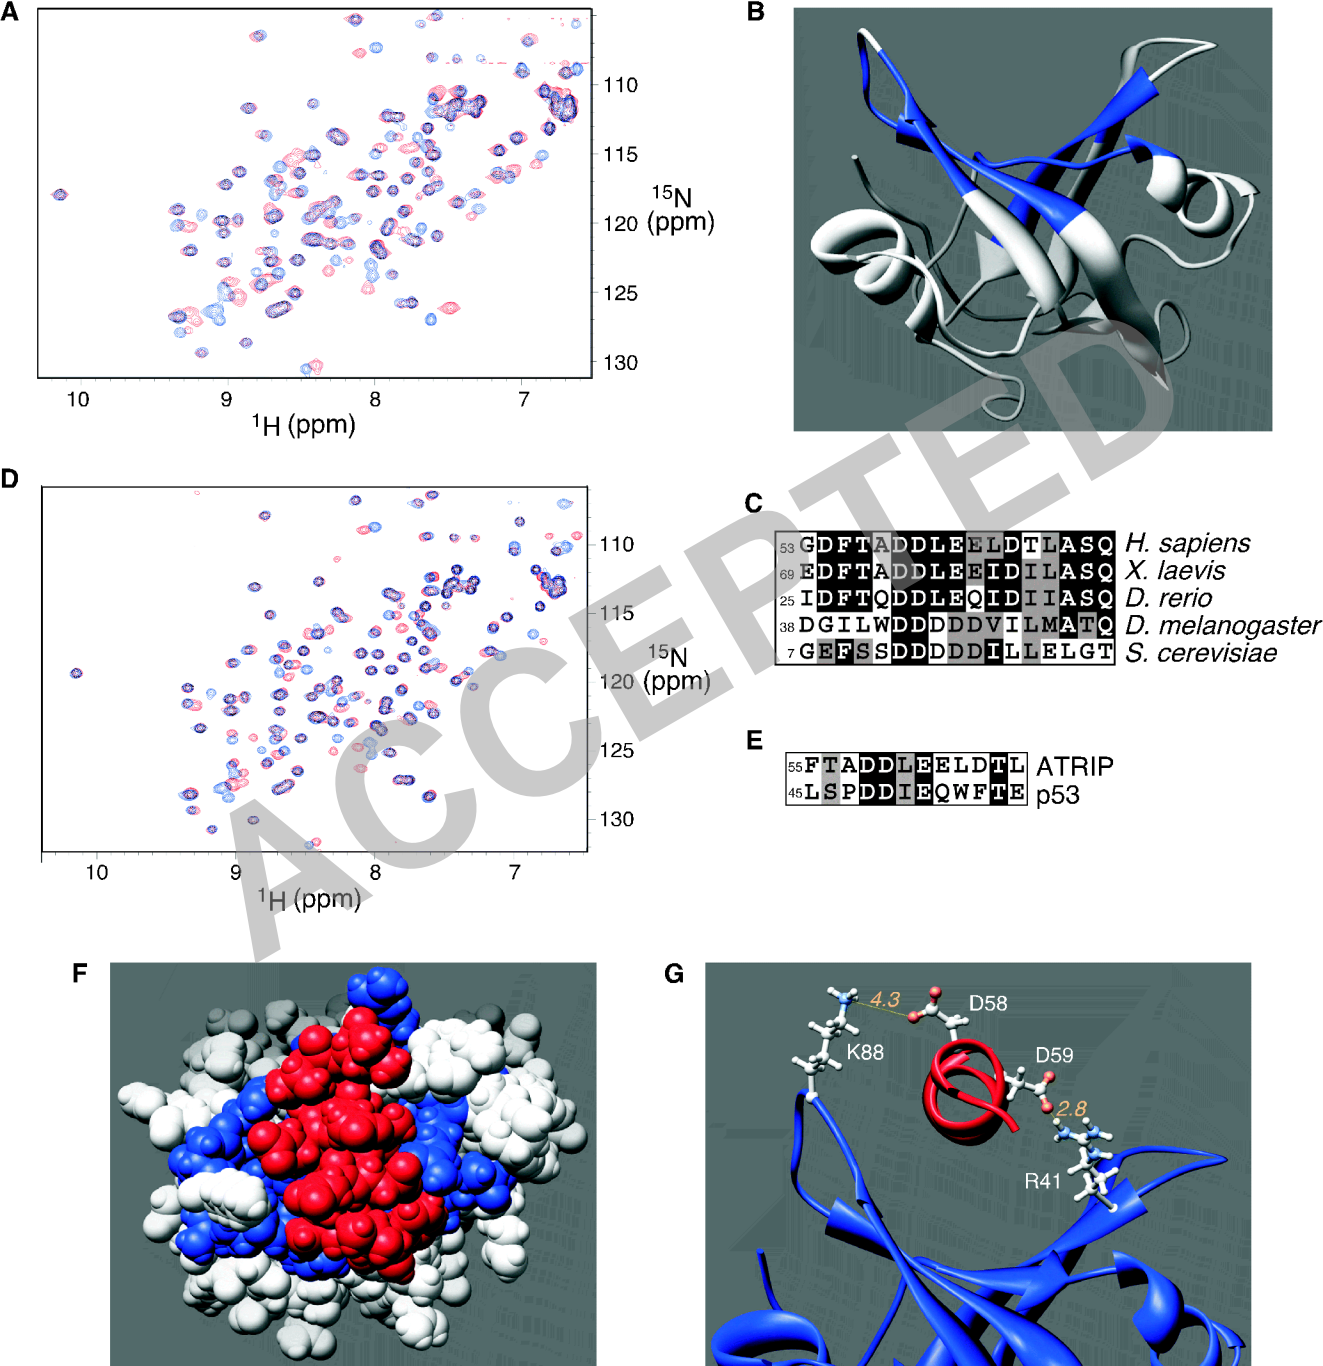 A
110
115
120
125
130
15N
(ppm)
10
9
8
7
1H (ppm)
B
D
110
115
120
125
130
15N
(ppm)
10
9
8
7
1H (ppm)
C
53 GDFTADDLEELDTLASQ H. sapiens
69 EDFTADDLEEIDILASQ X. laevis
25 IDFTQDDLEQIDIIASQ D. rerio
38 DGILWDDDDDVILMATQ D. melanogaster
7 GEFSSDDDDDILLELGT S. cerevisiae
E
55 FTADDLEELDTL ATRIP
45 LSPDDIEQWFTE p53
F
G
4.3
D58
K88
D59
2.8
R41
ACCEPTED